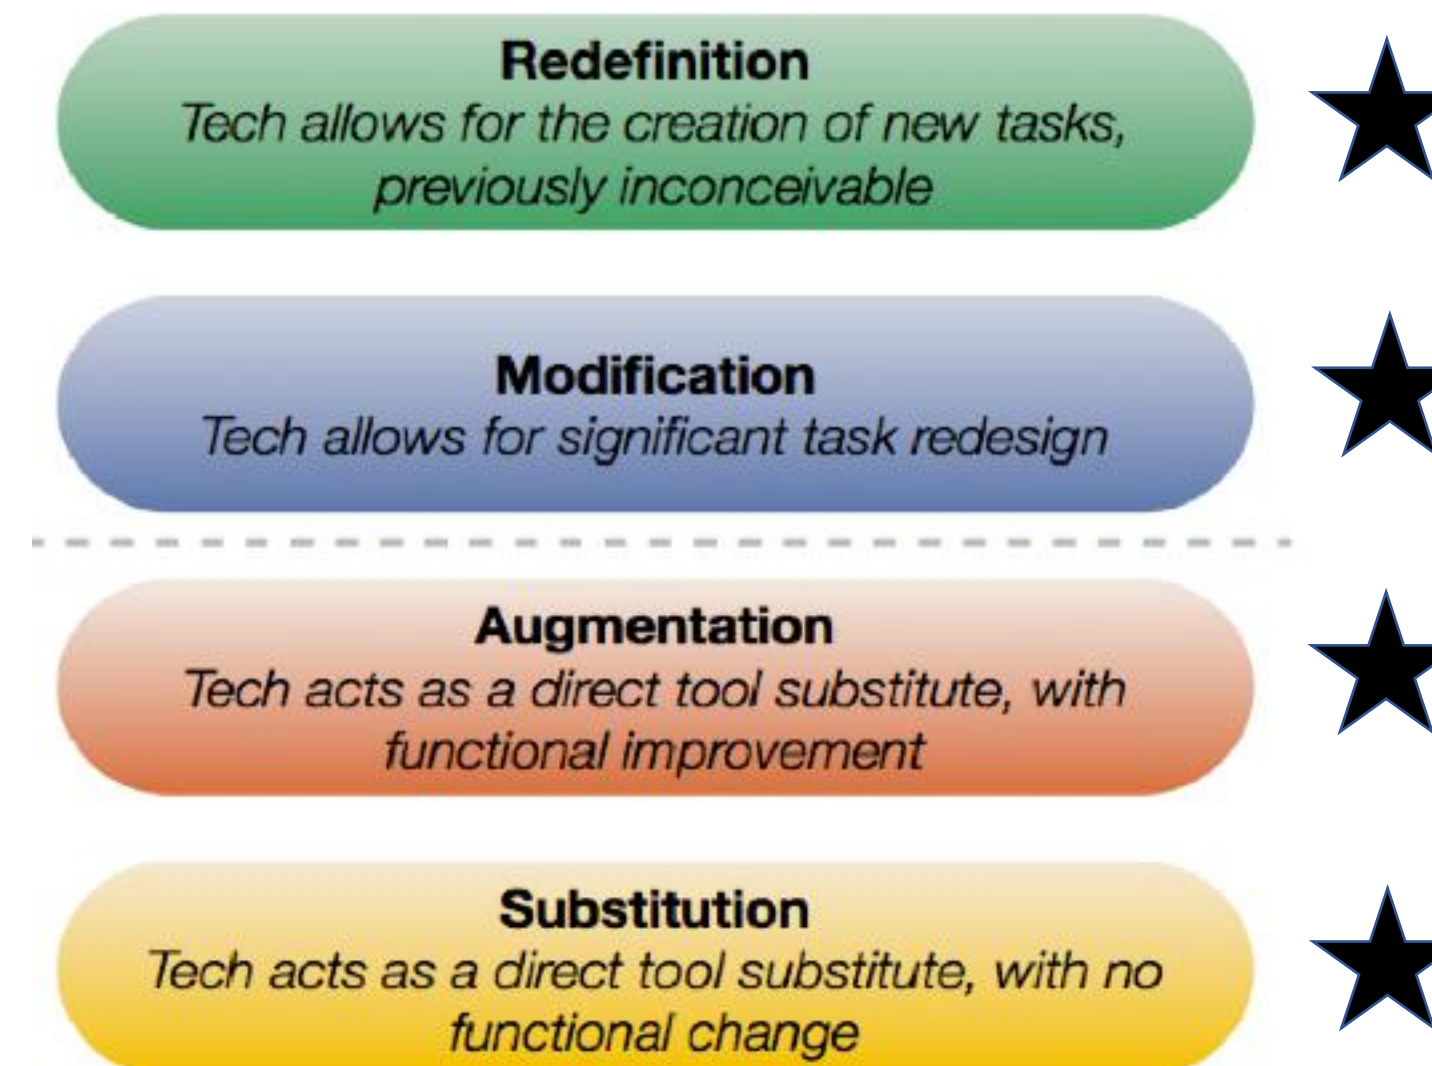 Redefinition
Tech allows for the creation of new tasks,
previously inconceivable
Modification
Tech allows for significant task redesign
Augmentation
Tech acts as a direct tool substitute, with
functional improvement
Substitution
Tech acts as a direct tool substitute, with no
functional change